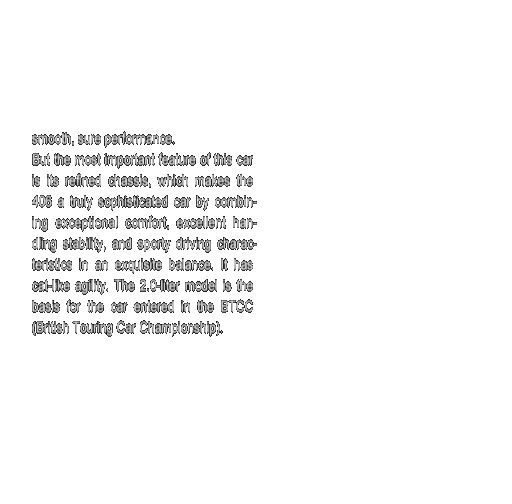 smooth, sure performance.
But the most important feature of this car
is its refined chassis, which makes the
406 a truly sophisticated car by combin-
ing exceptional comfort, excellent han-
dling stability, and sporty driving charac-
teristics in an exquisite balance. It has
cat-like agility. The 2.0-liter model is the
basis for the car entered in the BTCC
(British Touring Car Championship).